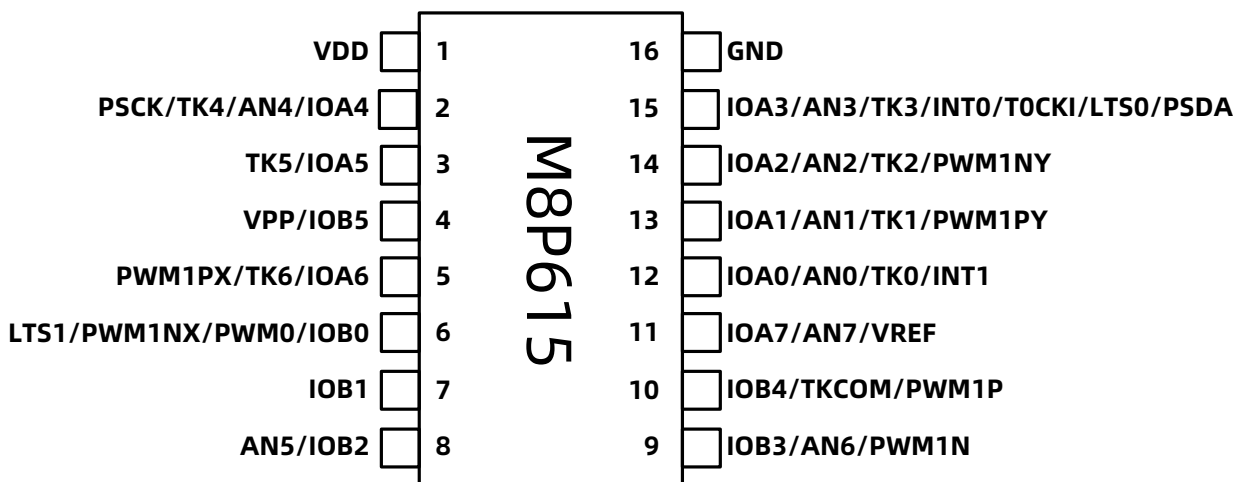 VDD 1 16 GND
PSCK/TK4/AN4/IOA4 2 15 IOA3/AN3/TK3/INT0/T0CKI/LTS0/PSDA
TK5/IOA5 3 14 IOA2/AN2/TK2/PWM1NY
VPP/IOB5 4 13 IOA1/AN1/TK1/PWM1PY
PWM1PX/TK6/IOA6 5 12 IOA0/AN0/TK0/INT1
LTS1/PWM1NX/PWM0/IOB0 6 11 IOA7/AN7/VREF
IOB1 7 10 IOB4/TKCOM/PWM1P
AN5/IOB2 8 9 IOB3/AN6/PWM1N
M8P615